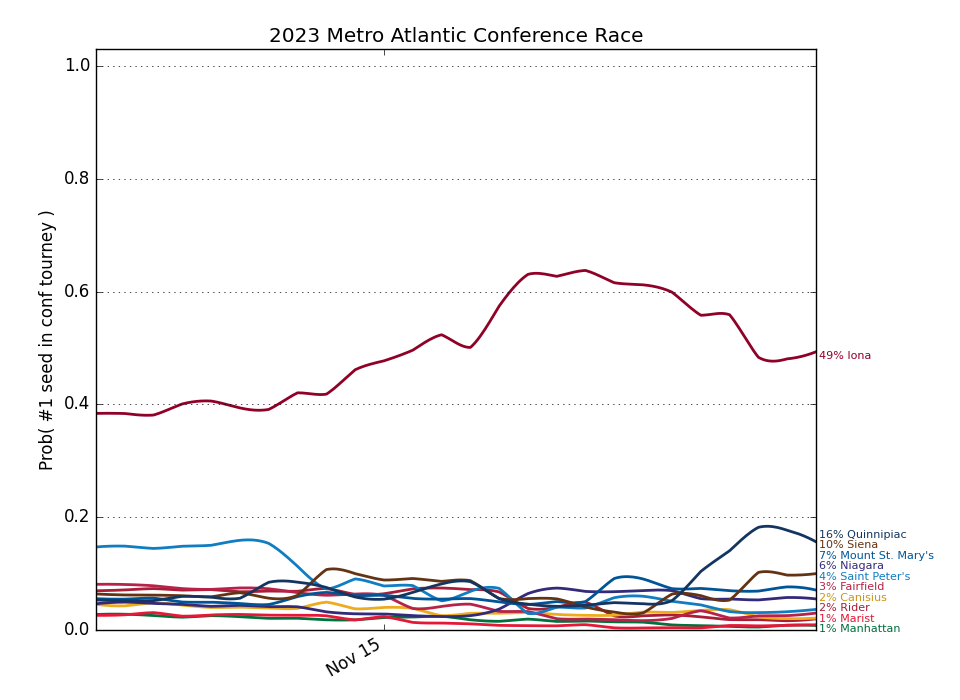 2023 Metro Atlantic Conference Race
Prob( #1 seed in conf tourney )
1.0
0.8
0.6
0.4
0.2
0.0
Nov 15
49% Iona
16% Quinnipiac
10% Siena
7% Mount St. Mary's
6% Niagara
4% Saint Peter's
3% Fairfield
2% Canisius
2% Rider
1% Marist
1% Manhattan